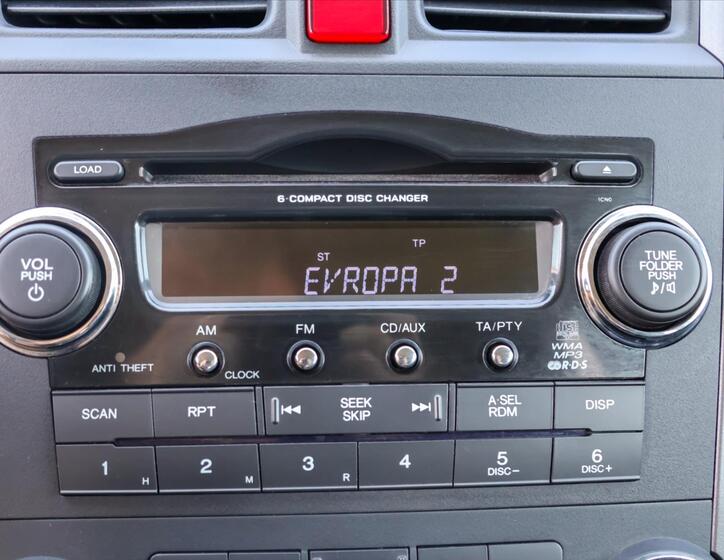 LOAD
6·COMPACT DISC CHANGER
1CN0
ST TP
EVROPA 2
VOL
PUSH
TUNE
FOLDER
PUSH
AM FM CD/AUX TA/PTY
ANTI THEFT CLOCK
WMA
MP3
R·D·S
SCAN RPT SEEK
SKIP A·SEL
RDM DISP
1 H 2 M 3 R 4 5
DISC− 6
DISC+